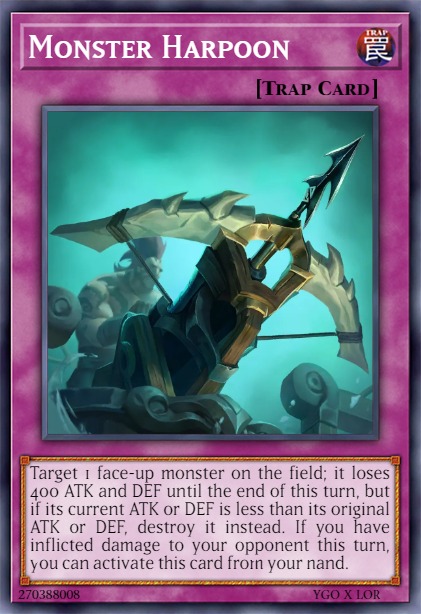 Monster Harpoon
TRAP
罠
[Trap Card]
Target 1 face-up monster on the field; it loses
400 ATK and DEF until the end of this turn, but
if its current ATK or DEF is less than its original
ATK or DEF, destroy it instead. If you have
inflicted damage to your opponent this turn,
you can activate this card from your hand.
270388008
YGO X LOR